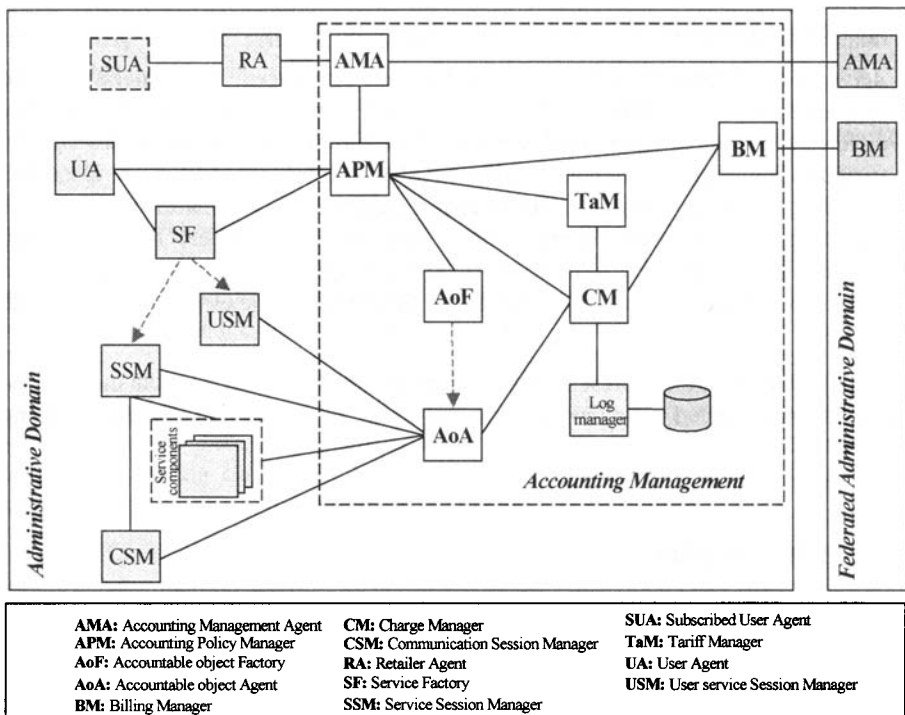 SUA
RA
AMA
AMA
UA
APM
BM
BM
SF
TaM
USM
AoF
CM
SSM
Log
manager
AoA
Service
components
CSM
Accounting Management
Administrative Domain
Federated Administrative Domain
AMA: Accounting Management Agent
APM: Accounting Policy Manager
AoF: Accountable object Factory
AoA: Accountable object Agent
BM: Billing Manager
CM: Charge Manager
CSM: Communication Session Manager
RA: Retailer Agent
SF: Service Factory
SSM: Service Session Manager
SUA: Subscribed User Agent
TaM: Tariff Manager
UA: User Agent
USM: User service Session Manager